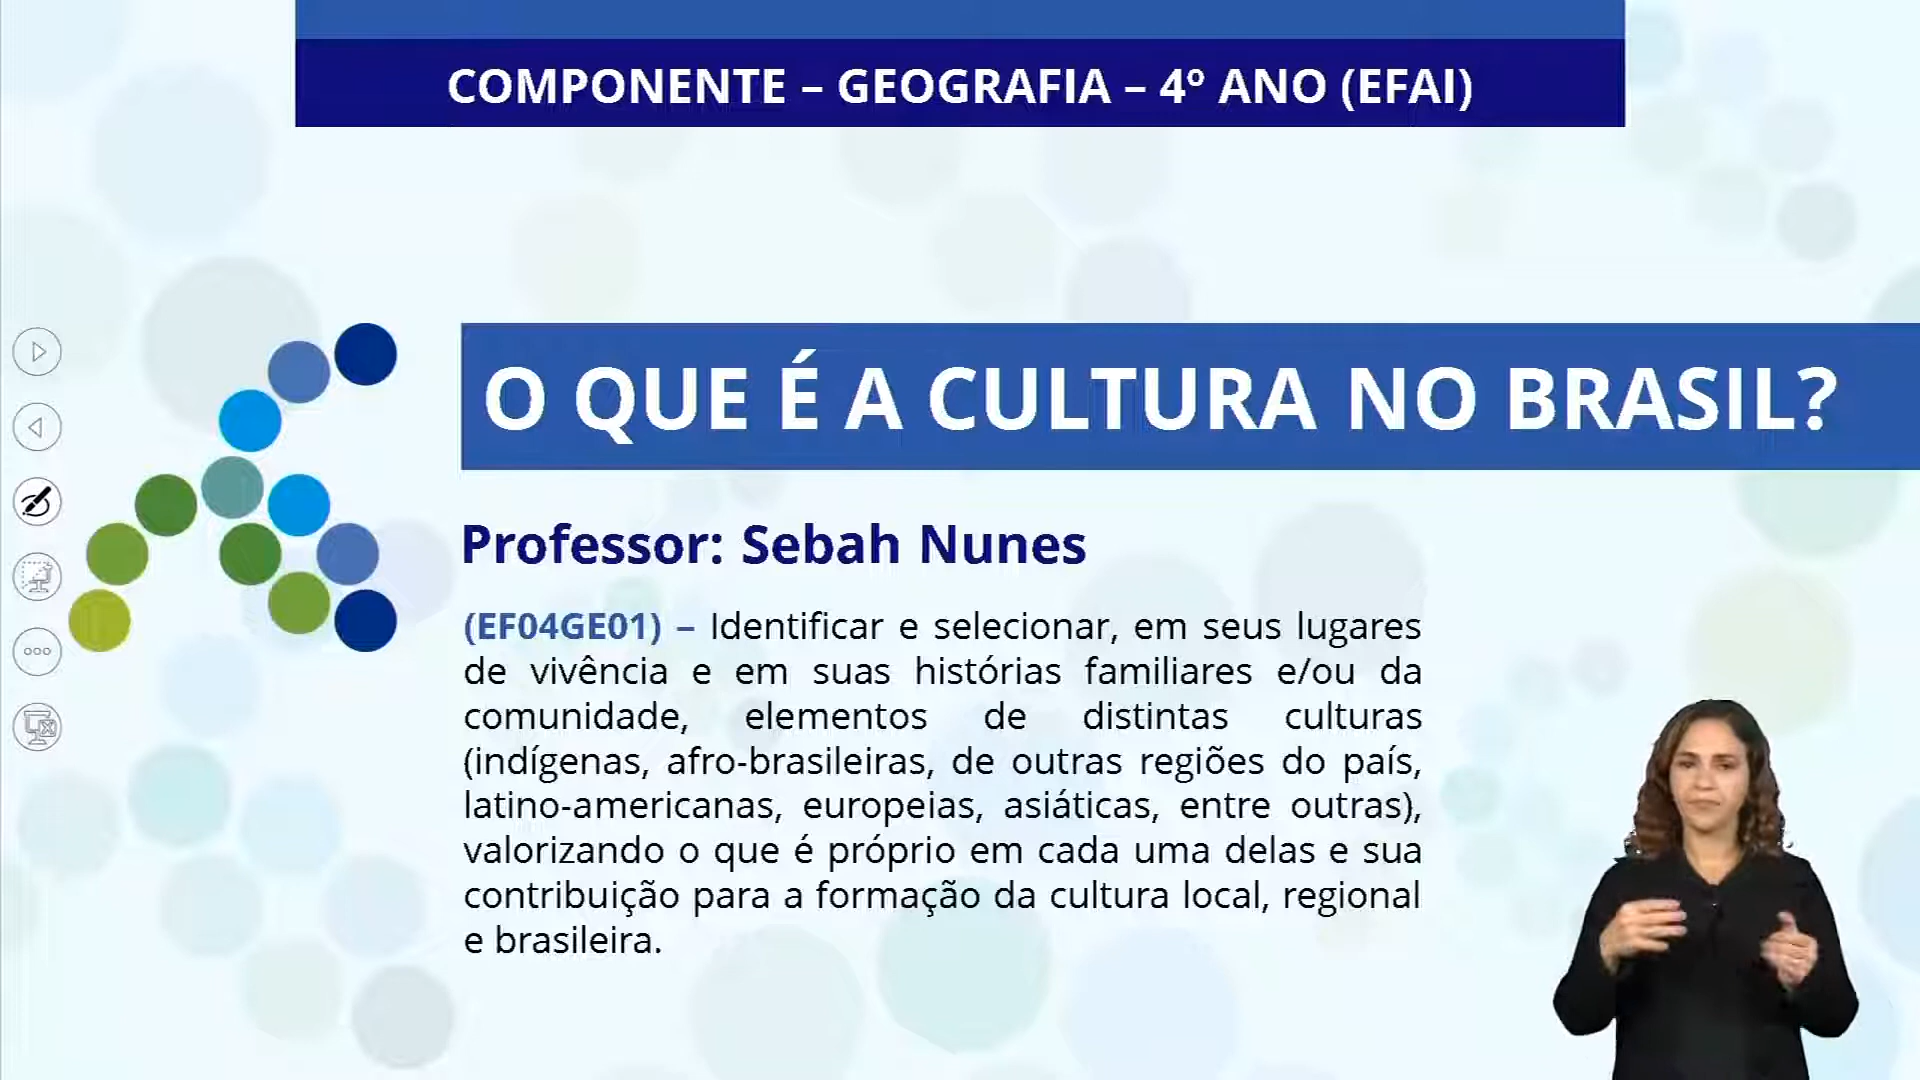 COMPONENTE – GEOGRAFIA – 4º ANO (EFAI)
O QUE É A CULTURA NO BRASIL?
Professor: Sebah Nunes
(EF04GE01) – Identificar e selecionar, em seus lugares
de vivência e em suas histórias familiares e/ou da
comunidade, elementos de distintas culturas
(indígenas, afro-brasileiras, de outras regiões do país,
latino-americanas, europeias, asiáticas, entre outras),
valorizando o que é próprio em cada uma delas e sua
contribuição para a formação da cultura local, regional
e brasileira.